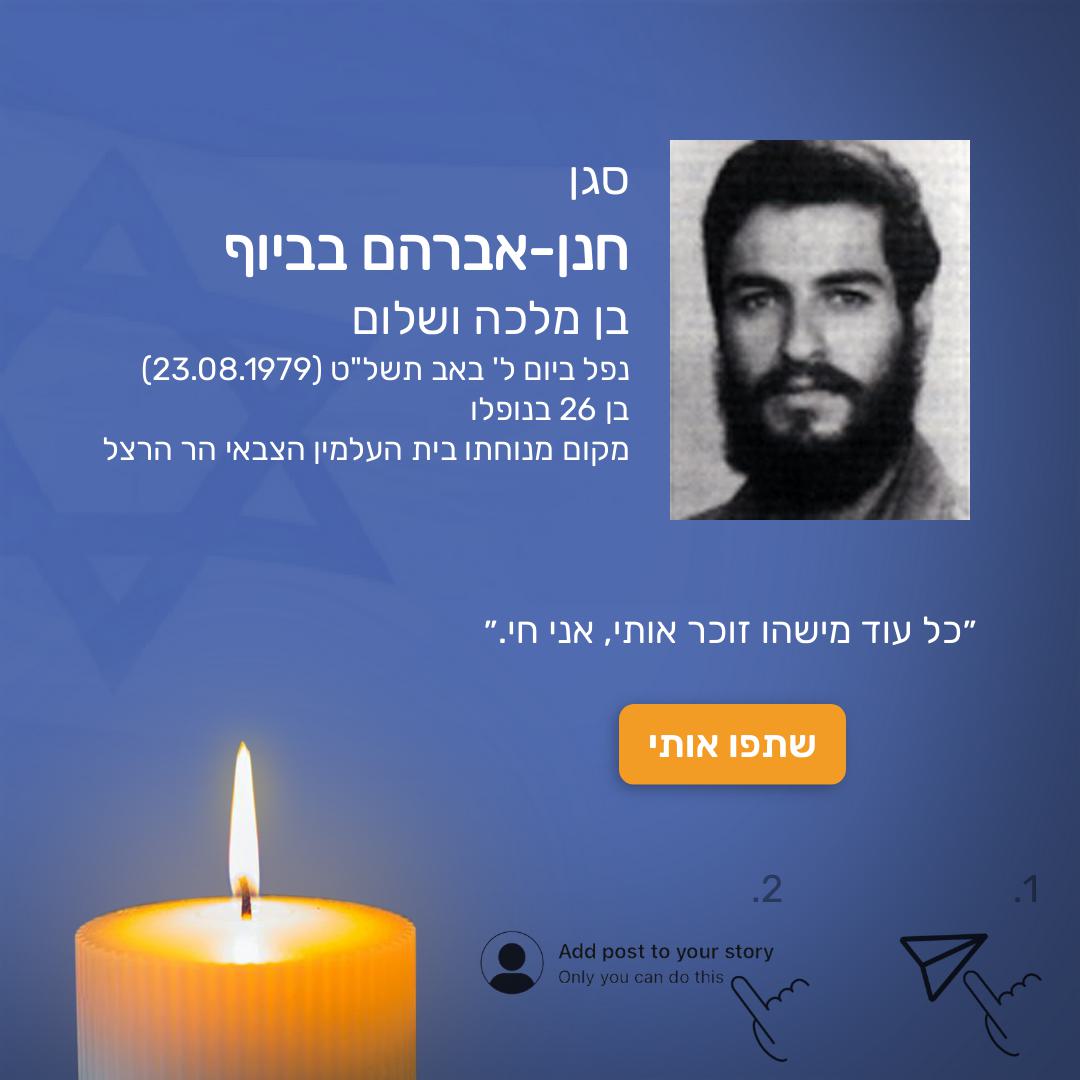 סגן
חנן-אברהם בביוף
בן מלכה ושלום
נפל ביום ל' באב תשל"ט (23.08.1979)
בן 26 בנופלו
מקום מנוחתו בית העלמין הצבאי הר הרצל
״כל עוד מישהו זוכר אותי, אני חי.״
שתפו אותי
.1
.2
Add post to your story
Only you can do this